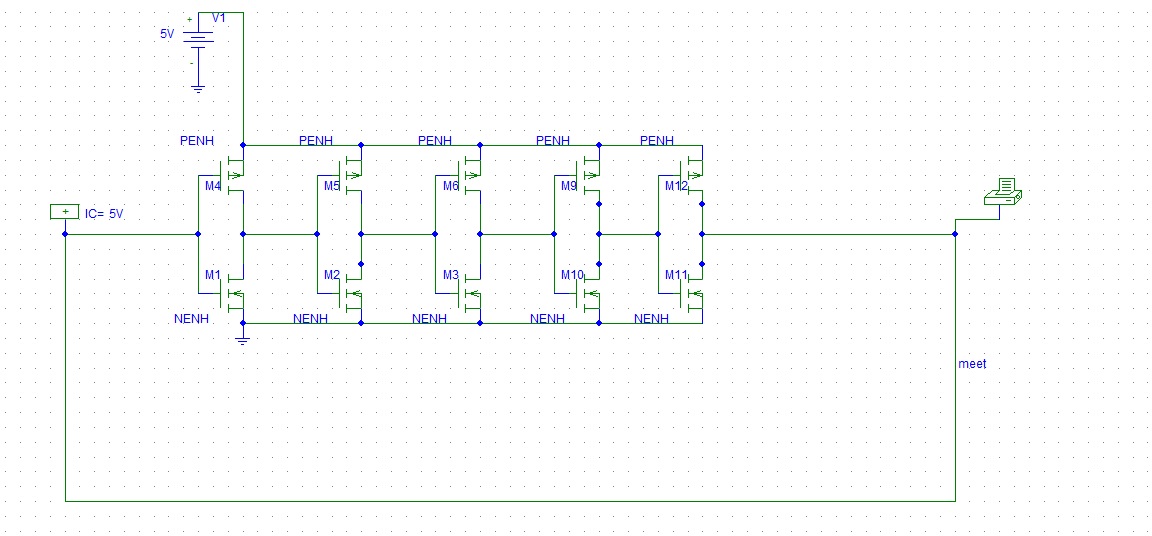 + V1
5V
-
PENH PENH PENH PENH PENH
M4 M5 M6 M9 M12
+ IC= 5V
M1 M2 M3 M10 M11
NENH NENH NENH NENH NENH
meet